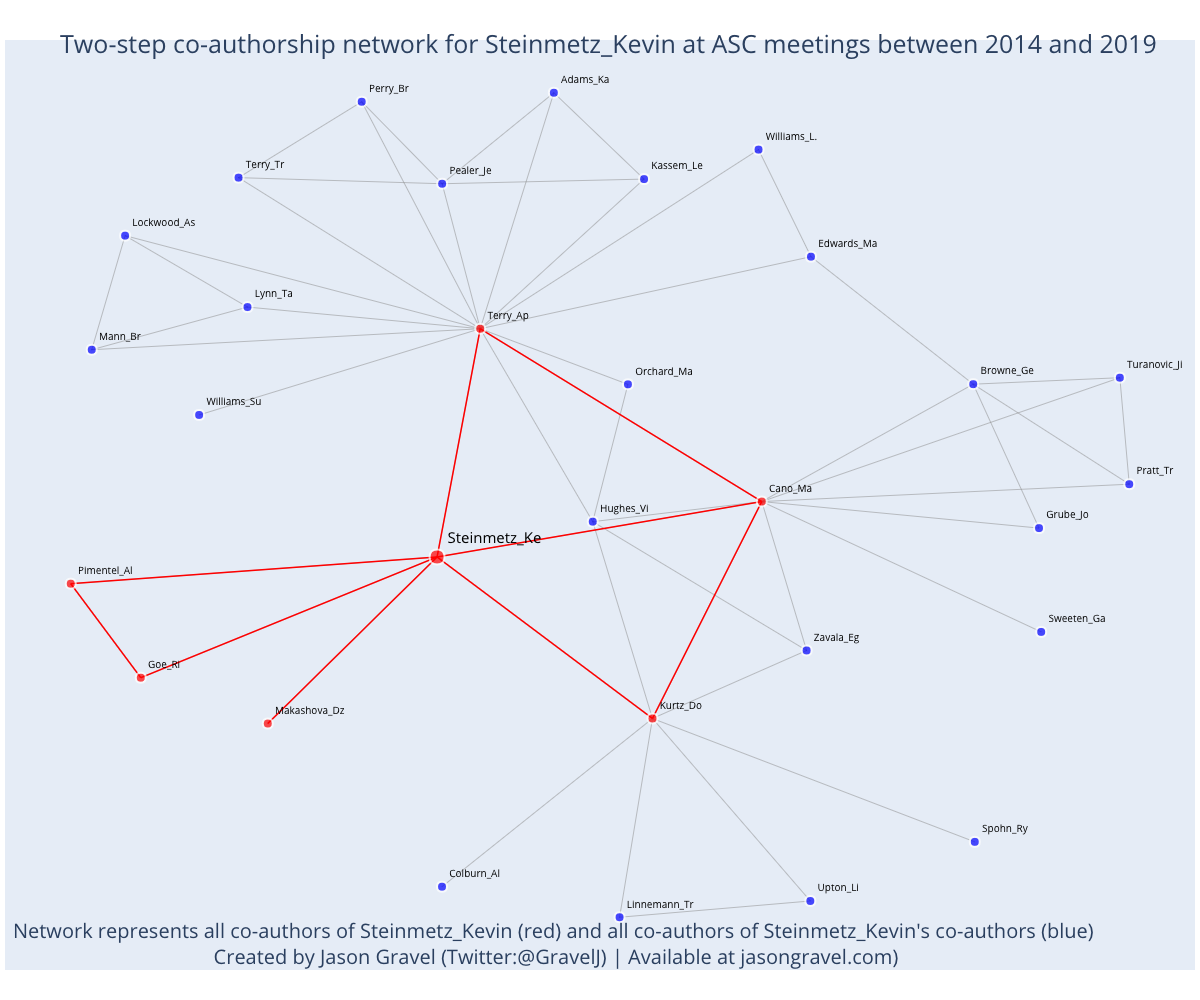 Two-step co-authorship network for Steinmetz_Kevin at ASC meetings between 2014 and 2019
Adams_Ka
Perry_Br
Williams_L.
Terry_Tr
Pealer_Je
Kassem_Le
Lockwood_As
Edwards_Ma
Lynn_Ta
Terry_Ap
Mann_Br
Orchard_Ma
Browne_Ge
Turanovic_Ji
Williams_Su
Pratt_Tr
Cano_Ma
Hughes_Vi
Grube_Jo
Steinmetz_Ke
Pimentel_Al
Sweeten_Ga
Zavala_Eg
Goe_Ri
Kurtz_Do
Makashova_Dz
Spohn_Ry
Colburn_Al
Upton_Li
Linnemann_Tr
Network represents all co-authors of Steinmetz_Kevin (red) and all co-authors of Steinmetz_Kevin's co-authors (blue)
Created by Jason Gravel (Twitter:@GravelJ) | Available at jasongravel.com)